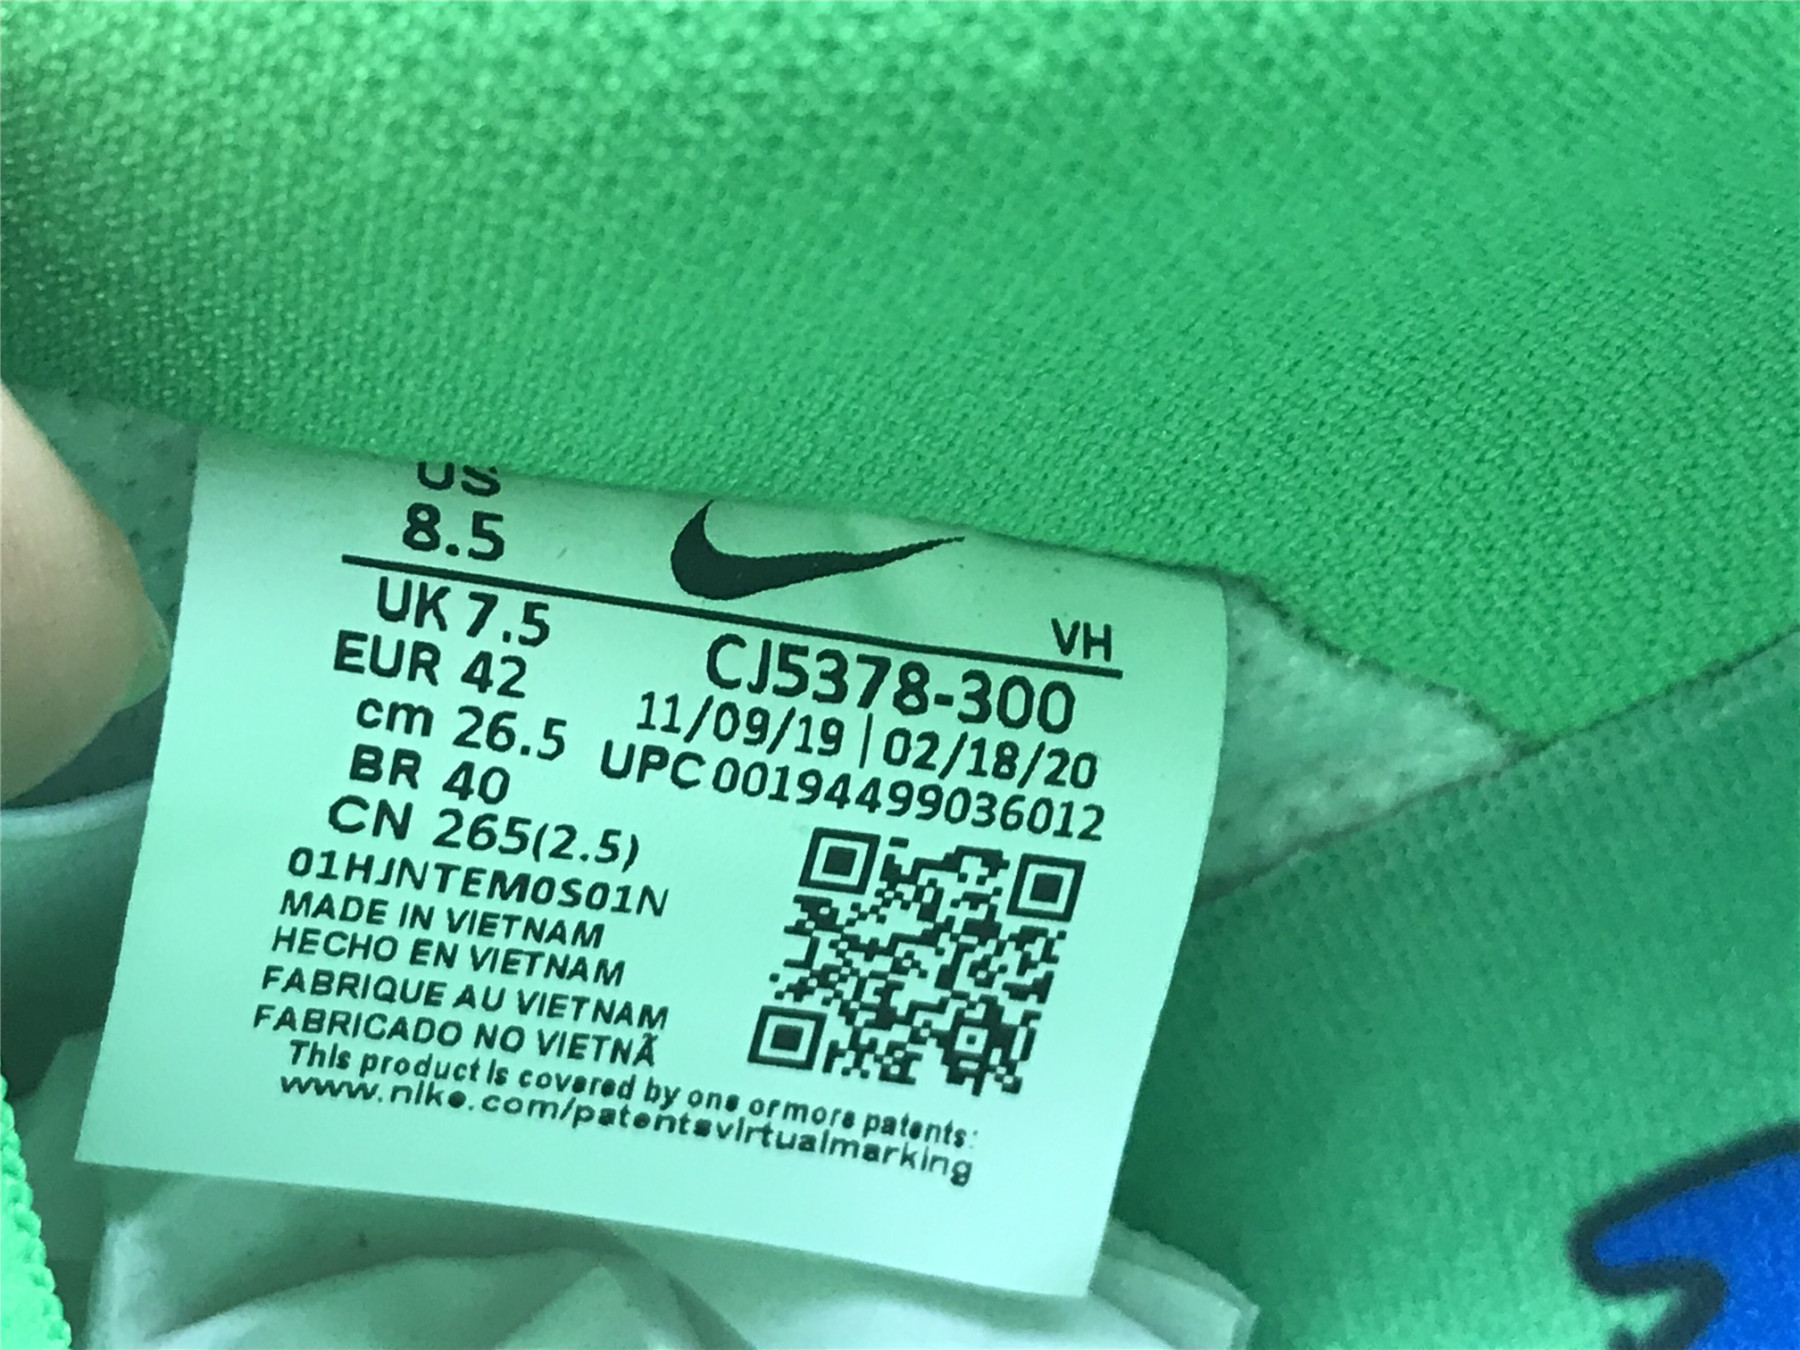 US
8.5
VH
UK 7.5
EUR 42
cm 26.5
BR 40
CN 265(2.5)
CJ5378-300
11/09/19 | 02/18/20
UPC 00194499036012
01HJNTEM0S01N
MADE IN VIETNAM
HECHO EN VIETNAM
FABRIQUE AU VIETNAM
FABRICADO NO VIETNÃ
This product is covered by one or more patents:
www.nike.com/patentsvirtualmarking